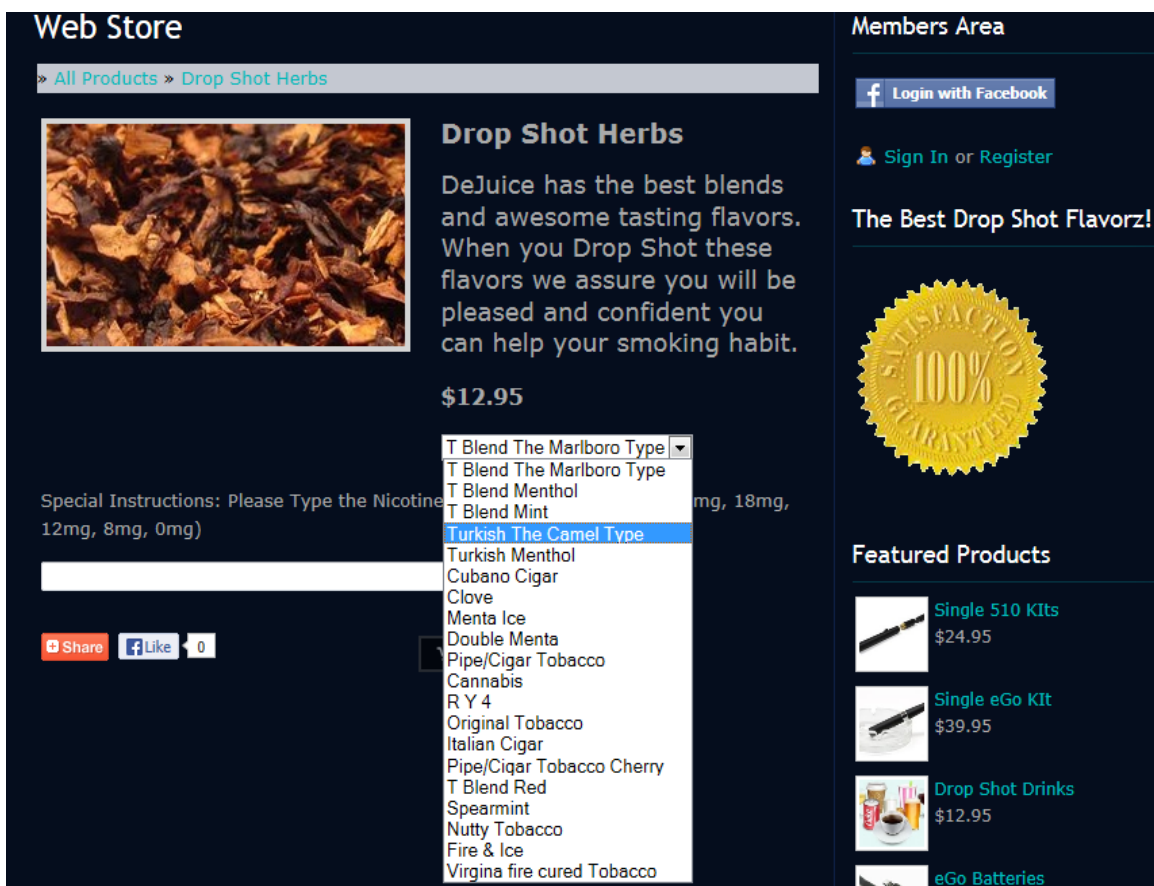 Web Store
» All Products » Drop Shot Herbs
Drop Shot Herbs
DeJuice has the best blends
and awesome tasting flavors.
When you Drop Shot these
flavors we assure you will be
pleased and confident you
can help your smoking habit.
$12.95
T Blend The Marlboro Type
T Blend The Marlboro Type
T Blend Menthol
T Blend Mint
Turkish The Camel Type
Turkish Menthol
Cubano Cigar
Clove
Menta Ice
Double Menta
Pipe/Cigar Tobacco
Cannabis
R Y 4
Original Tobacco
Italian Cigar
Pipe/Cigar Tobacco Cherry
T Blend Red
Spearmint
Nutty Tobacco
Fire & Ice
Virgina fire cured Tobacco
Special Instructions: Please Type the Nicotine mg, 18mg,
12mg, 8mg, 0mg)
Share
Like
0
Members Area
f Login with Facebook
Sign In or Register
The Best Drop Shot Flavorz!
SATISFACTION
100%
GUARANTEED
Featured Products
Single 510 KIts
$24.95
Single eGo KIt
$39.95
Drop Shot Drinks
$12.95
eGo Batteries